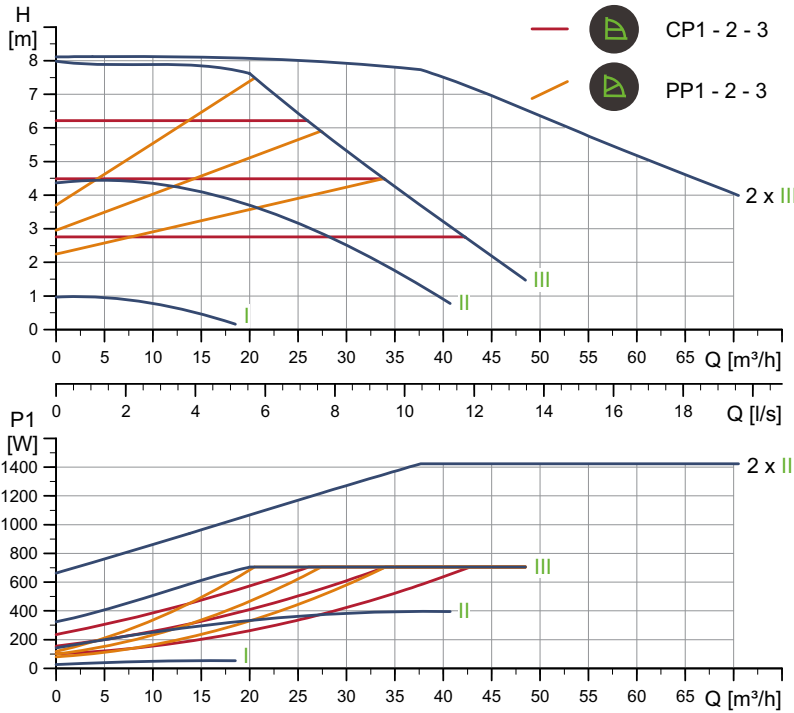 H
[m]
CP1 - 2 - 3
PP1 - 2 - 3
8
7
6
5
4
3
2
1
0
2 x III
III
II
I
0 5 10 15 20 25 30 35 40 45 50 55 60 65 Q [m³/h]
0 2 4 6 8 10 12 14 16 18 Q [l/s]
P1
[W]
1400
1200
1000
800
600
400
200
0
2 x II
III
II
I
0 5 10 15 20 25 30 35 40 45 50 55 60 65 Q [m³/h]